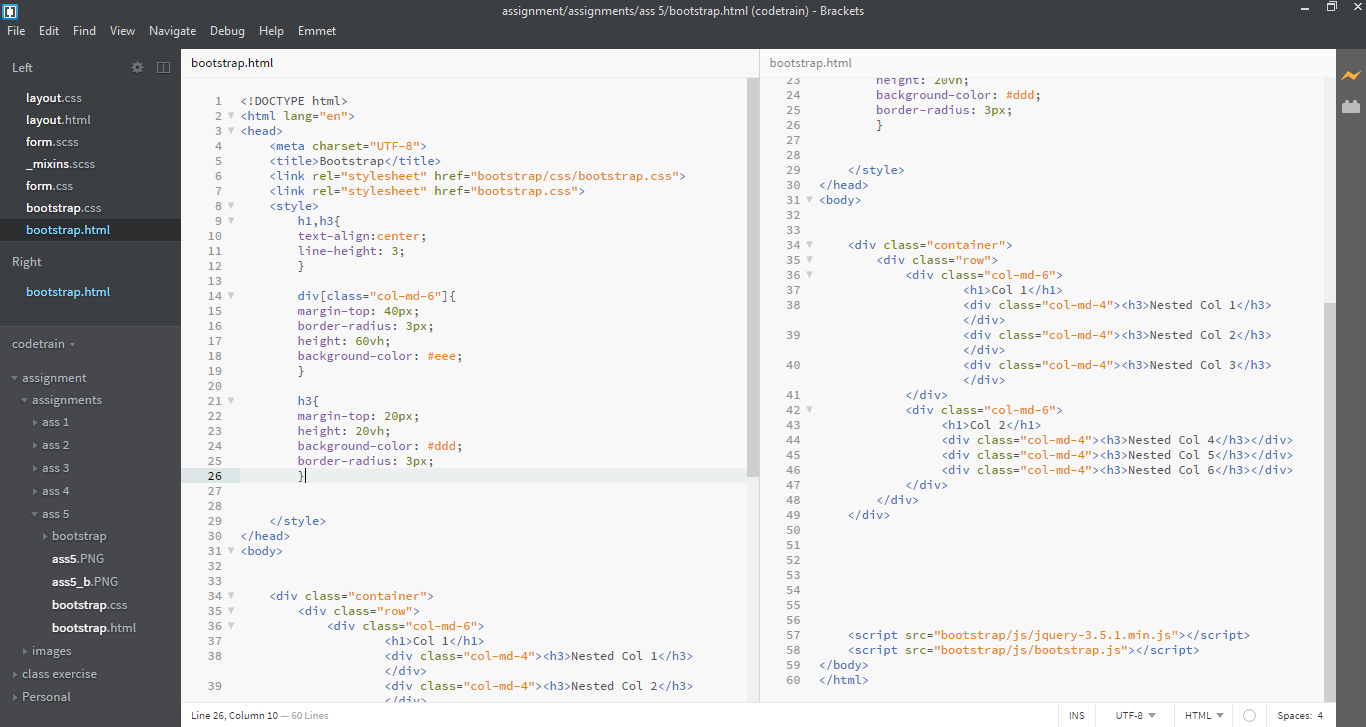 assignment/assignments/ass 5/bootstrap.html (codetrain) - Brackets
File Edit Find View Navigate Debug Help Emmet
Left
layout.css
layout.html
form.scss
_mixins.scss
form.css
bootstrap.css
bootstrap.html
Right
bootstrap.html
codetrain
assignment
assignments
ass 1
ass 2
ass 3
ass 4
ass 5
bootstrap
ass5.PNG
ass5_b.PNG
bootstrap.css
bootstrap.html
images
class exercise
Personal
bootstrap.html
1 <!DOCTYPE html>
2 <html lang="en">
3 <head>
4 <meta charset="UTF-8">
5 <title>Bootstrap</title>
6 <link rel="stylesheet" href="bootstrap/css/bootstrap.css">
7 <link rel="stylesheet" href="bootstrap.css">
8 <style>
9 h1,h3{
10 text-align:center;
11 line-height: 3;
12 }
13
14 div[class="col-md-6"]{
15 margin-top: 40px;
16 border-radius: 3px;
17 height: 60vh;
18 background-color: #eee;
19 }
20
21 h3{
22 margin-top: 20px;
23 height: 20vh;
24 background-color: #ddd;
25 border-radius: 3px;
26 }
27
28
29 </style>
30 </head>
31 <body>
32
33
34 <div class="container">
35 <div class="row">
36 <div class="col-md-6">
37 <h1>Col 1</h1>
38 <div class="col-md-4"><h3>Nested Col 1</h3>
</div>
39 <div class="col-md-4"><h3>Nested Col 2</h3>
</div>
bootstrap.html
23 height: 20vh;
24 background-color: #ddd;
25 border-radius: 3px;
26 }
27
28
29 </style>
30 </head>
31 <body>
32
33
34 <div class="container">
35 <div class="row">
36 <div class="col-md-6">
37 <h1>Col 1</h1>
38 <div class="col-md-4"><h3>Nested Col 1</h3>
</div>
39 <div class="col-md-4"><h3>Nested Col 2</h3>
</div>
40 <div class="col-md-4"><h3>Nested Col 3</h3>
</div>
41 </div>
42 <div class="col-md-6">
43 <h1>Col 2</h1>
44 <div class="col-md-4"><h3>Nested Col 4</h3></div>
45 <div class="col-md-4"><h3>Nested Col 5</h3></div>
46 <div class="col-md-4"><h3>Nested Col 6</h3></div>
47 </div>
48 </div>
49 </div>
50
51
52
53
54
55
56
57 <script src="bootstrap/js/jquery-3.5.1.min.js"></script>
58 <script src="bootstrap/js/bootstrap.js"></script>
59 </body>
60 </html>
Line 26, Column 10 — 60 Lines
INS UTF-8 HTML Spaces: 4